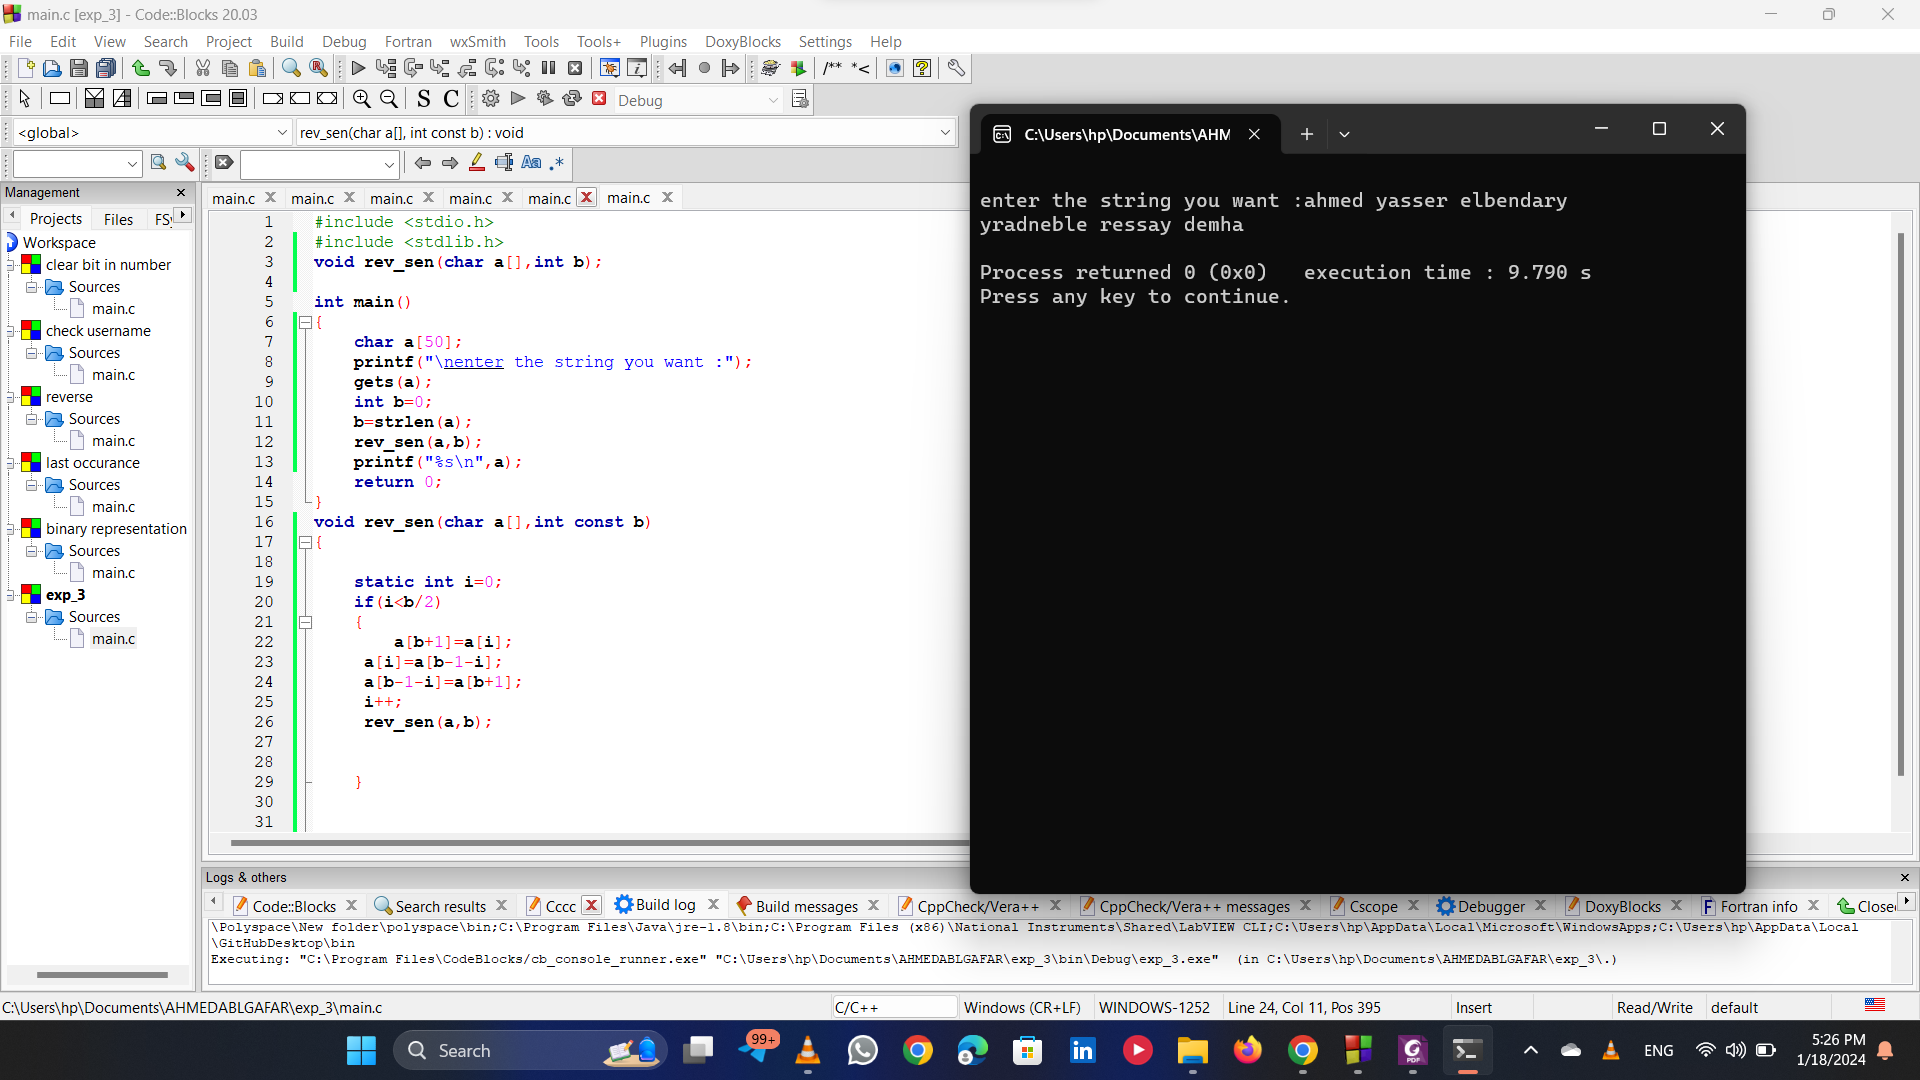 main.c [exp_3] - Code::Blocks 20.03
File Edit View Search Project Build Debug Fortran wxSmith Tools Tools+ Plugins DoxyBlocks Settings Help
/** *<
S C Debug
<global> rev_sen(char a[], int const b) : void
Aa .*
Management
main.c main.c main.c main.c main.c main.c
Projects Files FSy
Workspace
clear bit in number
Sources
main.c
check username
Sources
main.c
reverse
Sources
main.c
last occurance
Sources
main.c
binary representation
Sources
main.c
exp_3
Sources
main.c
1 #include <stdio.h>
2 #include <stdlib.h>
3 void rev_sen(char a[],int b);
4
5 int main()
6 {
7 char a[50];
8 printf("\nenter the string you want :");
9 gets(a);
10 int b=0;
11 b=strlen(a);
12 rev_sen(a,b);
13 printf("%s\n",a);
14 return 0;
15 }
16 void rev_sen(char a[],int const b)
17 {
18
19 static int i=0;
20 if(i<b/2)
21 {
22 a[b+1]=a[i];
23 a[i]=a[b-1-i];
24 a[b-1-i]=a[b+1];
25 i++;
26 rev_sen(a,b);
27
28
29 }
30
31
C:\Users\hp\Documents\AHM
enter the string you want :ahmed yasser elbendary
yradneble ressay demha
Process returned 0 (0x0) execution time : 9.790 s
Press any key to continue.
Logs & others
Code::Blocks Search results Cccc Build log Build messages CppCheck/Vera++ CppCheck/Vera++ messages Cscope Debugger DoxyBlocks Fortran info Close
\Polyspace\New folder\polyspace\bin;C:\Program Files\Java\jre-1.8\bin;C:\Program Files (x86)\National Instruments\Shared\LabVIEW CLI;C:\Users\hp\AppData\Local\Microsoft\WindowsApps;C:\Users\hp\AppData\Local
\GitHubDesktop\bin
Executing: "C:\Program Files\CodeBlocks/cb_console_runner.exe" "C:\Users\hp\Documents\AHMEDABLGAFAR\exp_3\bin\Debug\exp_3.exe" (in C:\Users\hp\Documents\AHMEDABLGAFAR\exp_3\.)
C:\Users\hp\Documents\AHMEDABLGAFAR\exp_3\main.c C/C++ Windows (CR+LF) WINDOWS-1252 Line 24, Col 11, Pos 395 Insert Read/Write default
Search 99+ ENG 5:26 PM
1/18/2024